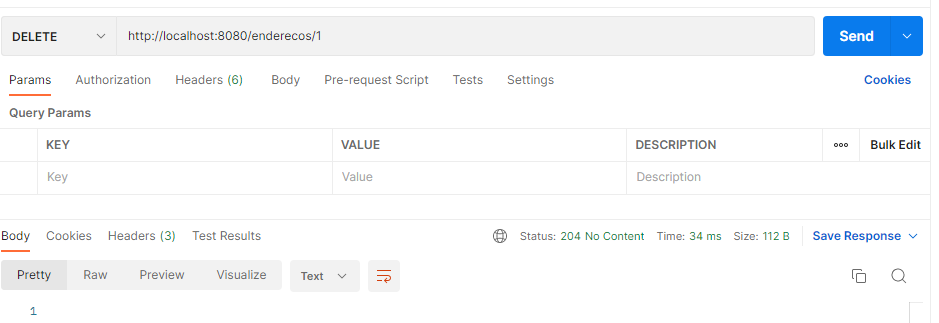 DELETE http://localhost:8080/enderecos/1 Send
Params Authorization Headers (6) Body Pre-request Script Tests Settings Cookies
Query Params
KEY VALUE DESCRIPTION ooo Bulk Edit
Key Value Description
Body Cookies Headers (3) Test Results Status: 204 No Content Time: 34 ms Size: 112 B Save Response
Pretty Raw Preview Visualize Text
1